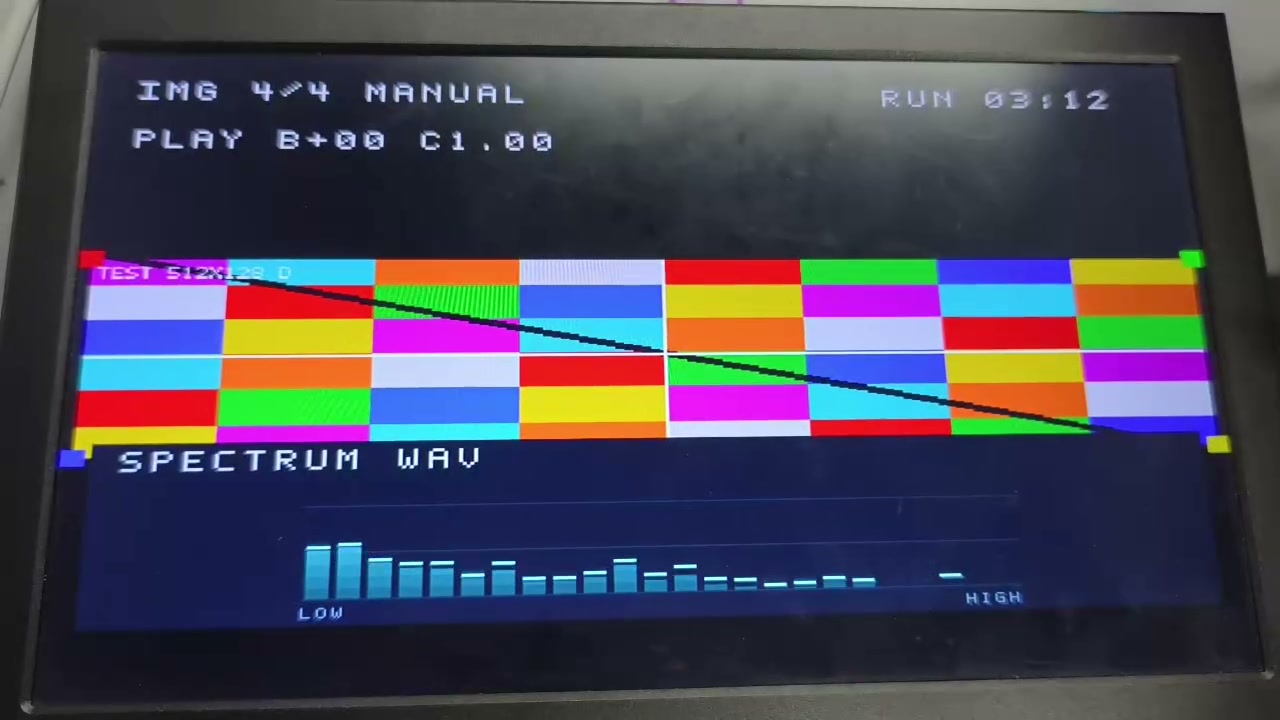 IMG 4/4 MANUAL
RUN 03:12
PLAY B+00 C1.00
TEST 512X128 D
SPECTRUM WAV
LOW
HIGH